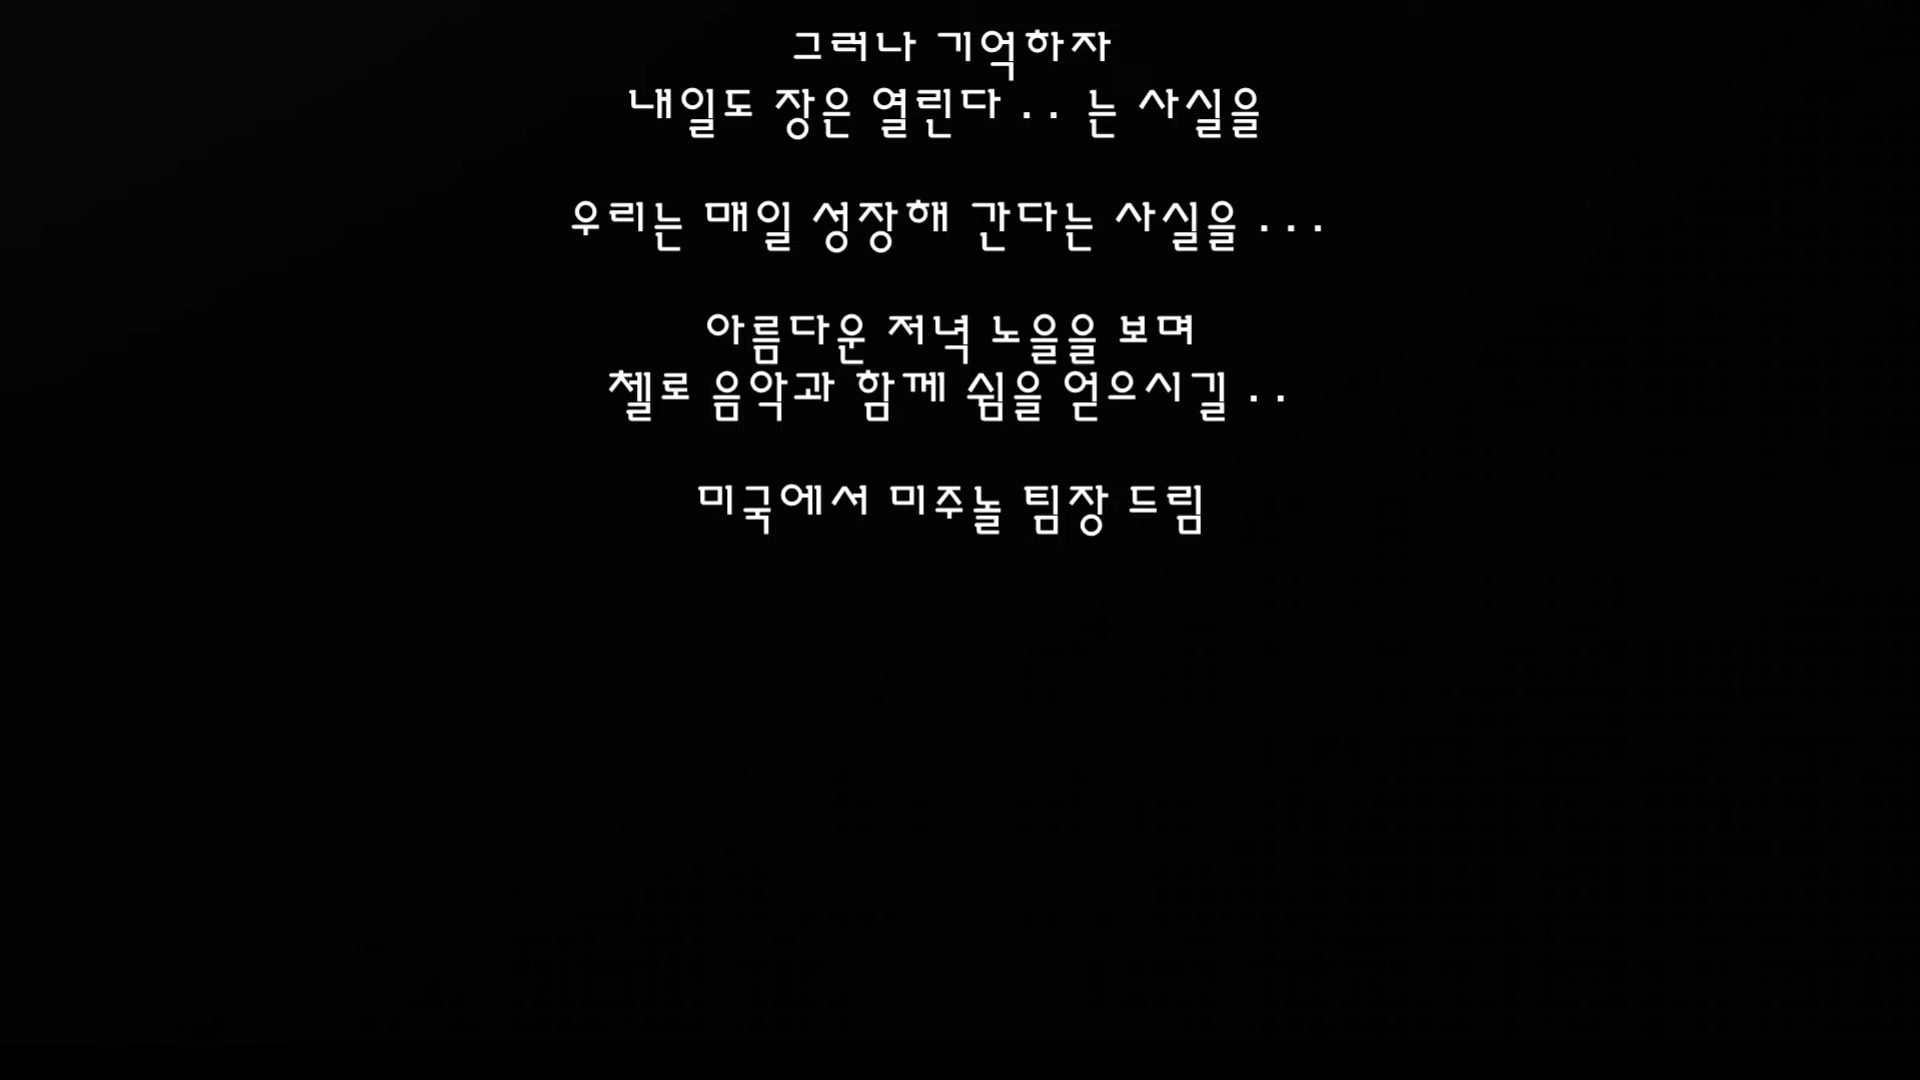 그러나 기억하자
내일도 장은 열린다 . . 는 사실을
우리는 매일 성장해 간다는 사실을 . . .
아름다운 저녁 노을을 보며
첼로 음악과 함께 쉼을 얻으시길 . .
미국에서 미주놀 팀장 드림